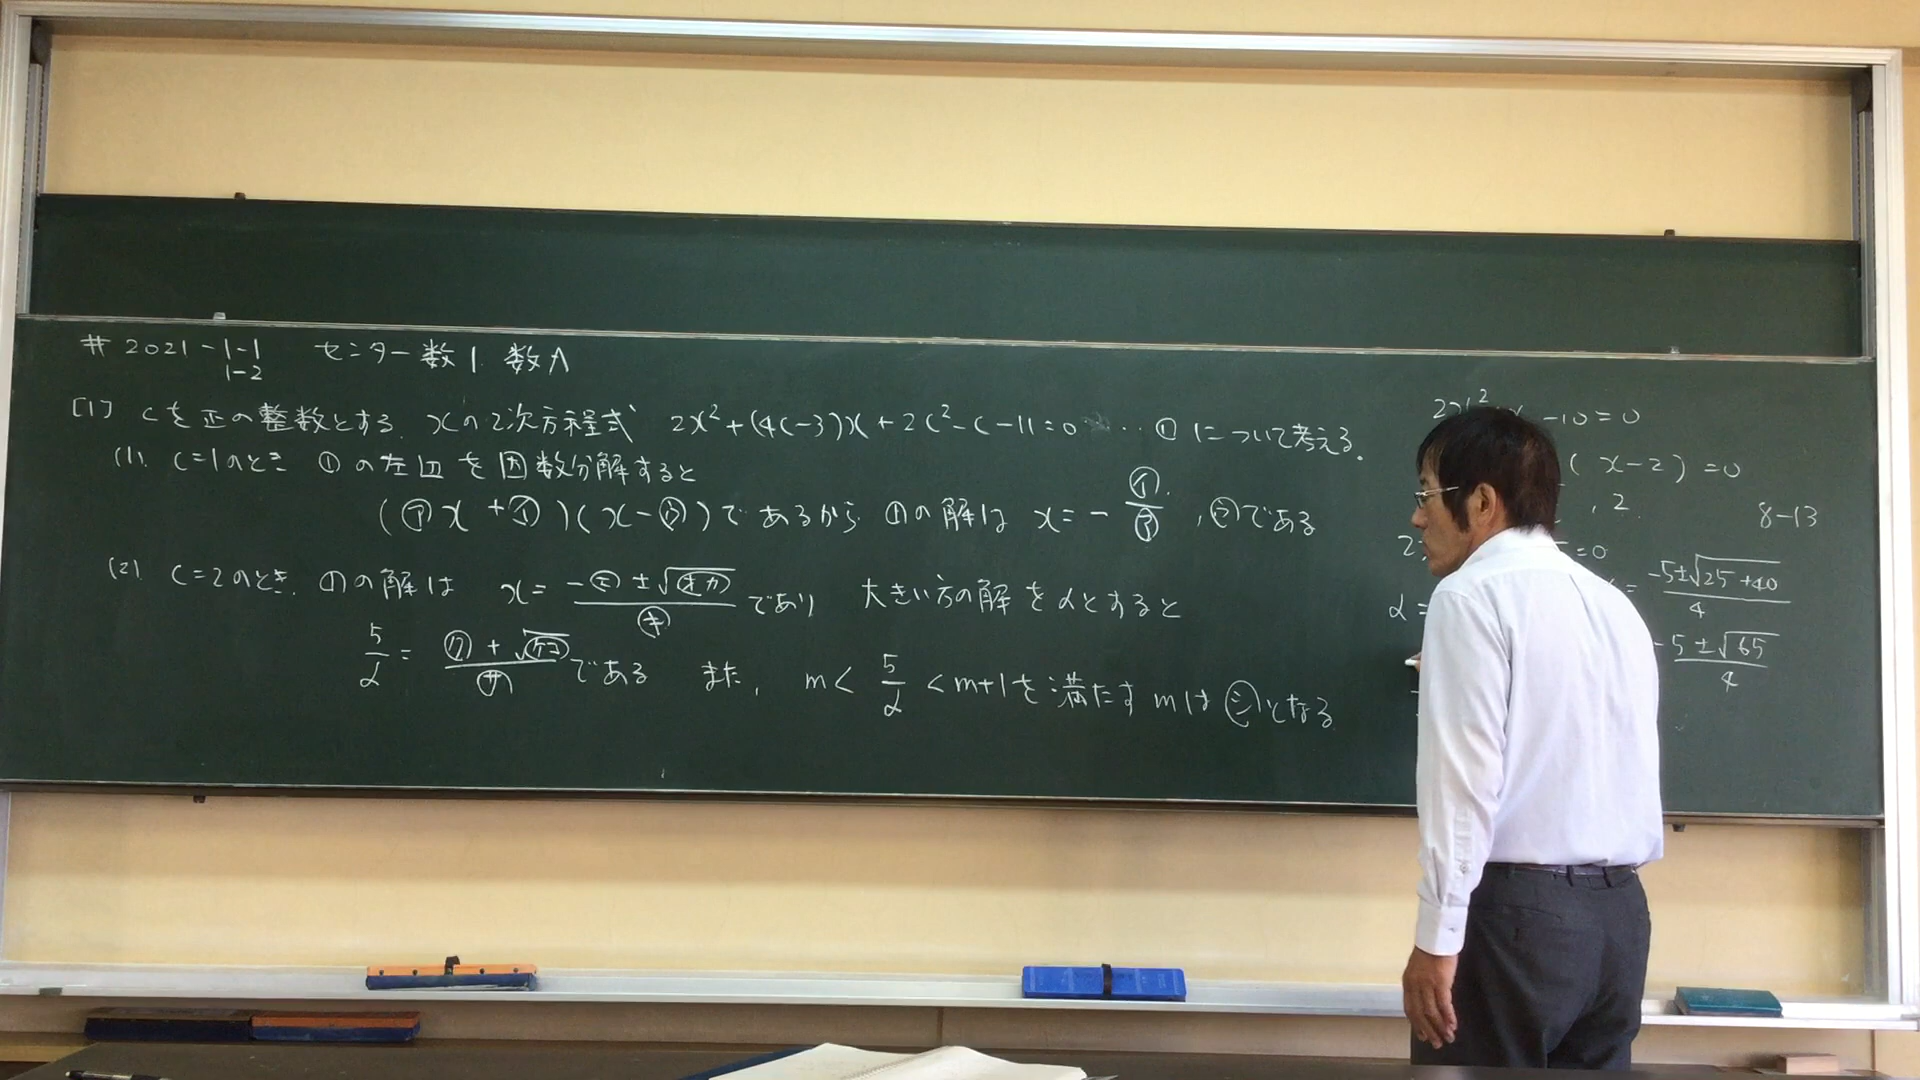 # 2021-1-1 センター数1. 数A
1-2
[1] cを正の整数とする. xの2次方程式 2x²+(4c-3)x+2c²-c-11=0 ... ① について考える.
(1). c=1のとき ①の左辺を因数分解すると
(㋐x+㋑)(x-㋒)であるから ①の解は x=-㋑/㋐, ㋒である
(2). c=2のとき. ①の解は x=(-㋓±√㋔㋕)/㋖ であり 大きい方の解をαとすると
5/α=(㋗+√㋘㋙)/㋚ である また, m<5/α<m+1を満たすmは㋛となる
-10=0
(x-2)=0
, 2.
8-13
=0
-5±√25+40/4
α=
-5±√65/4